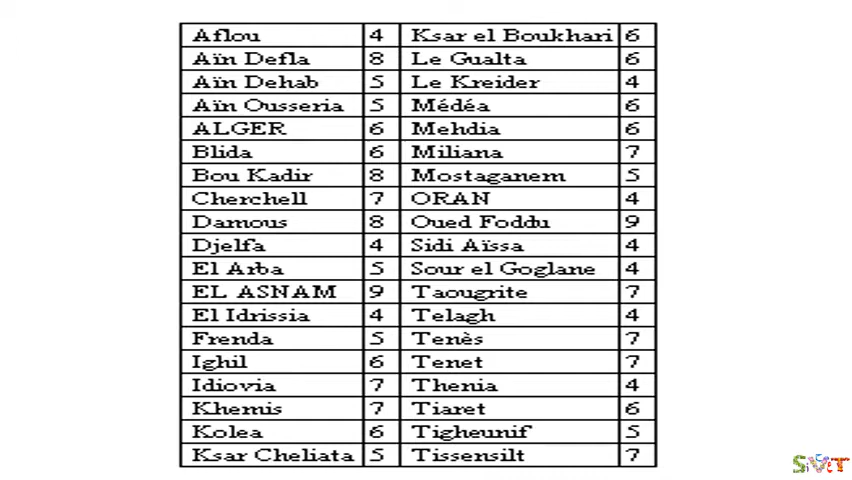 Aflou 4 Ksar el Boukhari 6
Aïn Defla 8 Le Gualta 6
Aïn Dehab 5 Le Kreider 4
Aïn Ousseria 5 Médéa 6
ALGER 6 Mehdia 6
Blida 6 Miliana 7
Bou Kadir 8 Mostaganem 5
Cherchell 7 ORAN 4
Damous 8 Oued Foddu 9
Djelfa 4 Sidi Aïssa 4
El Arba 5 Sour el Goglane 4
EL ASNAM 9 Taougrite 7
El Idrissia 4 Telagh 4
Frenda 5 Tenès 7
Ighil 6 Tenet 7
Idiovia 7 Thenia 4
Khemis 7 Tiaret 6
Kolea 6 Tigheunif 5
Ksar Cheliata 5 Tissensilt 7